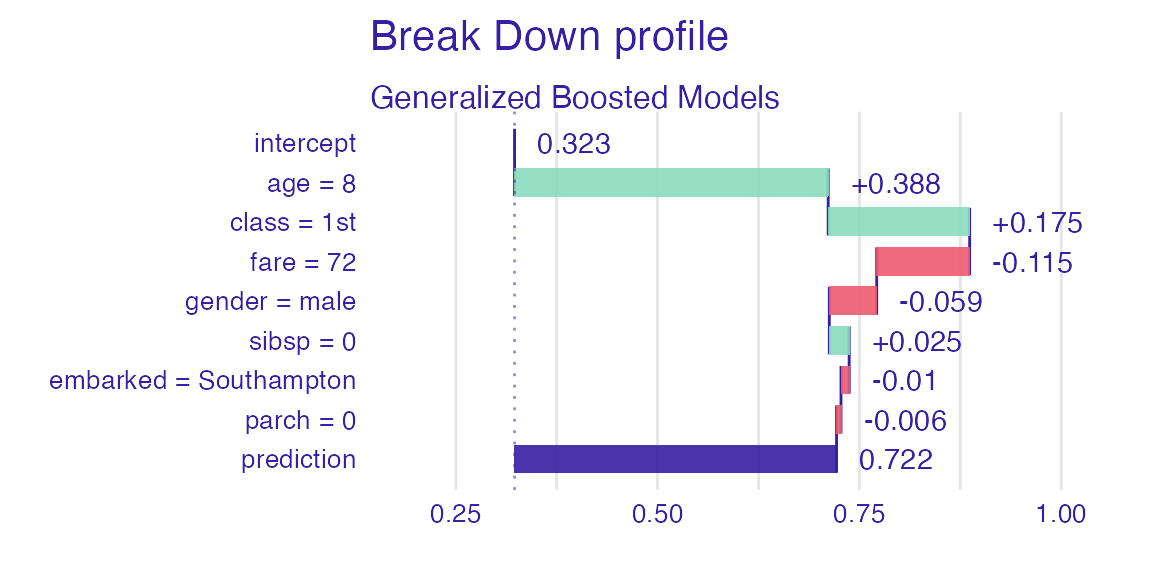 Break Down profile
Generalized Boosted Models
intercept 0.323
age = 8 +0.388
class = 1st +0.175
fare = 72 -0.115
gender = male -0.059
sibsp = 0 +0.025
embarked = Southampton -0.01
parch = 0 -0.006
prediction 0.722
0.25 0.50 0.75 1.00